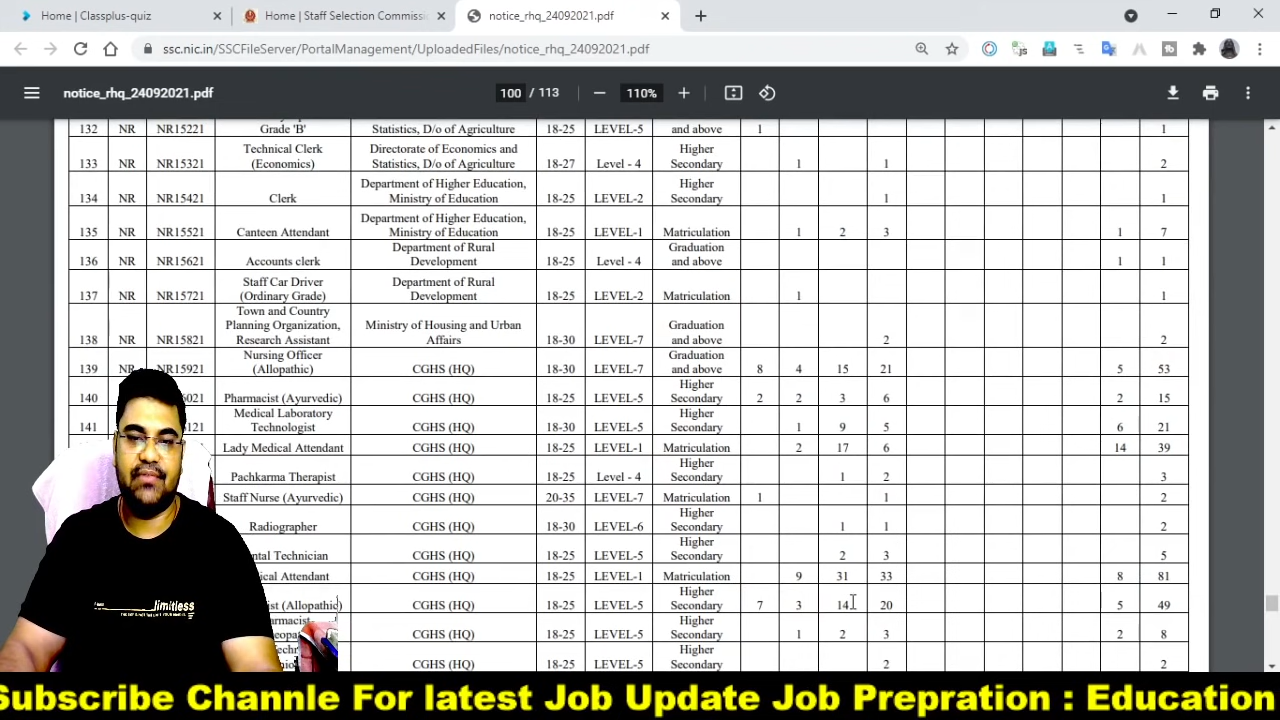 Home | Classplus-quiz
Home | Staff Selection Commissi
notice_rhq_24092021.pdf
ssc.nic.in/SSCFileServer/PortalManagement/UploadedFiles/notice_rhq_24092021.pdf
notice_rhq_24092021.pdf 100 / 113 110%
132 NR NR15221 Grade 'B' Statistics, D/o of Agriculture 18-25 LEVEL-5 and above 1 1
133 NR NR15321 Technical Clerk (Economics) Directorate of Economics and Statistics, D/o of Agriculture 18-27 Level - 4 Higher Secondary 1 1 2
134 NR NR15421 Clerk Department of Higher Education, Ministry of Education 18-25 LEVEL-2 Higher Secondary 1 1
135 NR NR15521 Canteen Attendant Department of Higher Education, Ministry of Education 18-25 LEVEL-1 Matriculation 1 2 3 1 7
136 NR NR15621 Accounts clerk Department of Rural Development 18-25 Level - 4 Graduation and above 1 1
137 NR NR15721 Staff Car Driver (Ordinary Grade) Department of Rural Development 18-25 LEVEL-2 Matriculation 1 1
138 NR NR15821 Town and Country Planning Organization, Research Assistant Ministry of Housing and Urban Affairs 18-30 LEVEL-7 Graduation and above 2 2
139 NR NR15921 Nursing Officer (Allopathic) CGHS (HQ) 18-30 LEVEL-7 Graduation and above 8 4 15 21 5 53
140 6021 Pharmacist (Ayurvedic) CGHS (HQ) 18-25 LEVEL-5 Higher Secondary 2 2 3 6 2 15
141 121 Medical Laboratory Technologist CGHS (HQ) 18-30 LEVEL-5 Higher Secondary 1 9 5 6 21
Lady Medical Attendant CGHS (HQ) 18-25 LEVEL-1 Matriculation 2 17 6 14 39
Pachkarma Therapist CGHS (HQ) 18-25 Level - 4 Higher Secondary 1 2 3
Staff Nurse (Ayurvedic) CGHS (HQ) 20-35 LEVEL-7 Matriculation 1 1 2
Radiographer CGHS (HQ) 18-30 LEVEL-6 Higher Secondary 1 1 2
ntal Technician CGHS (HQ) 18-25 LEVEL-5 Higher Secondary 2 3 5
ical Attendant CGHS (HQ) 18-25 LEVEL-1 Matriculation 9 31 33 8 81
ist (Allopathic) CGHS (HQ) 18-25 LEVEL-5 Higher Secondary 7 3 14 20 5 49
CGHS (HQ) 18-25 LEVEL-5 Higher Secondary 1 2 3 2 8
CGHS (HQ) 18-25 LEVEL-5 Higher Secondary 2 2
limitless
Subscribe Channle For latest Job Update Job Prepration : Education